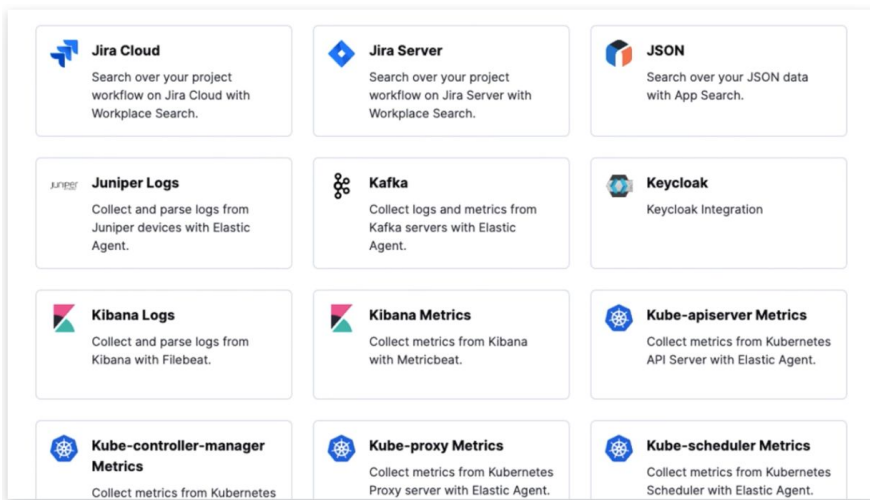 Jira Cloud
Search over your project
workflow on Jira Cloud with
Workplace Search.
Jira Server
Search over your project
workflow on Jira Server with
Workplace Search.
JSON
Search over your JSON data
with App Search.
Juniper
Juniper Logs
Collect and parse logs from
Juniper devices with Elastic
Agent.
Kafka
Collect logs and metrics from
Kafka servers with Elastic
Agent.
Keycloak
Keycloak Integration
Kibana Logs
Collect and parse logs from
Kibana with Filebeat.
Kibana Metrics
Collect metrics from Kibana
with Metricbeat.
Kube-apiserver Metrics
Collect metrics from Kubernetes
API Server with Elastic Agent.
Kube-controller-manager
Metrics
Collect metrics from Kubernetes
Kube-proxy Metrics
Collect metrics from Kubernetes
Proxy server with Elastic Agent.
Kube-scheduler Metrics
Collect metrics from Kubernetes
Scheduler with Elastic Agent.